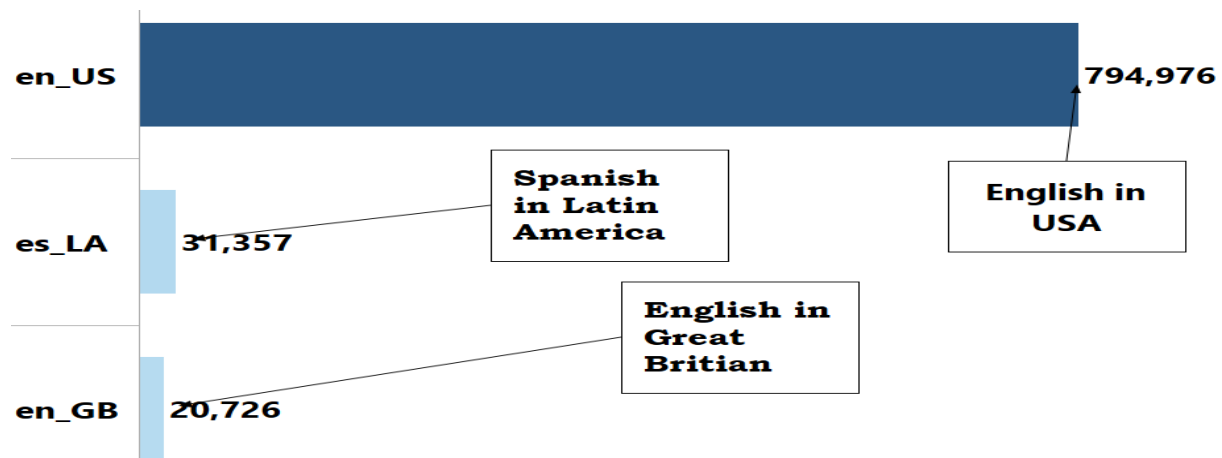 en_US
794,976
English in
USA
Spanish
in Latin
America
es_LA
31,357
English in
Great
Britian
en_GB
20,726